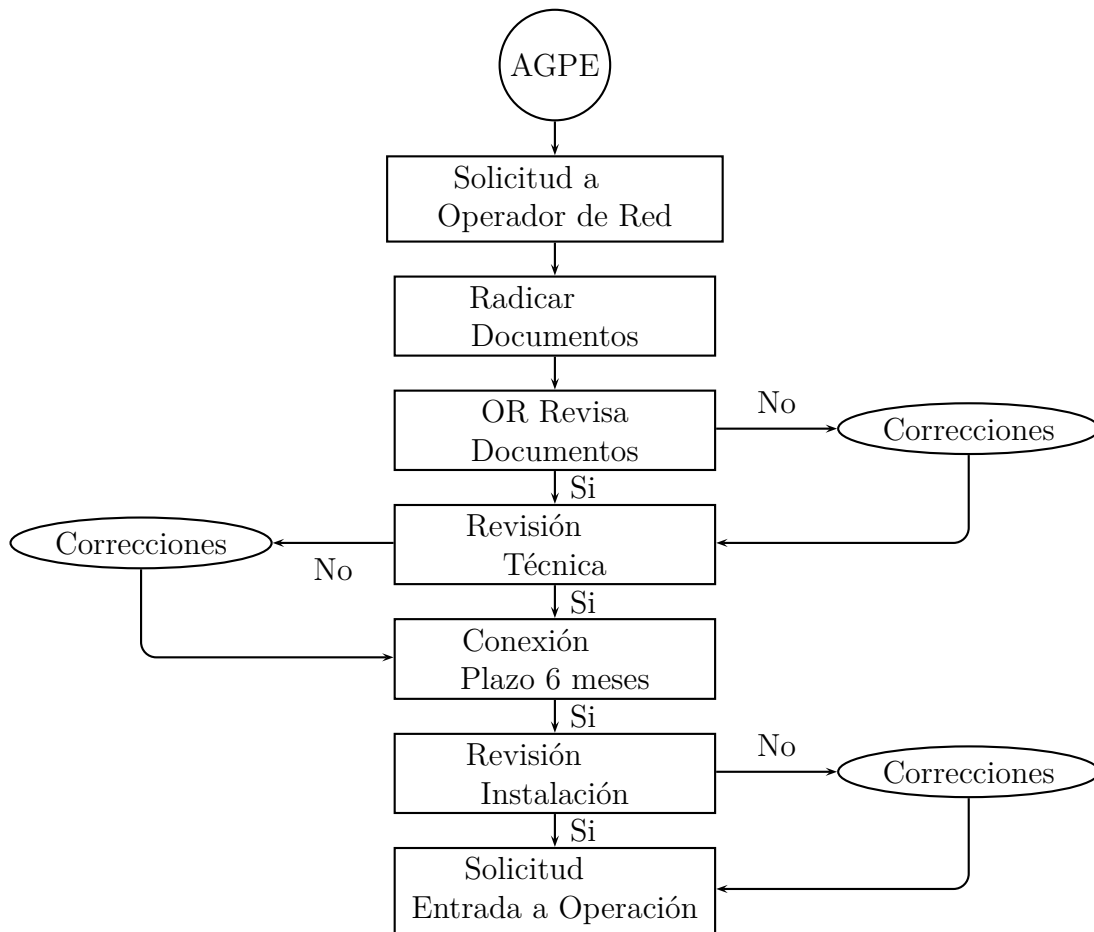 AGPE
Solicitud a
Operador de Red
Radicar
Documentos
OR Revisa
Documentos
No
Correcciones
Si
Revisión
Técnica
No
Correcciones
Si
Conexión
Plazo 6 meses
Si
Revisión
Instalación
No
Correcciones
Si
Solicitud
Entrada a Operación